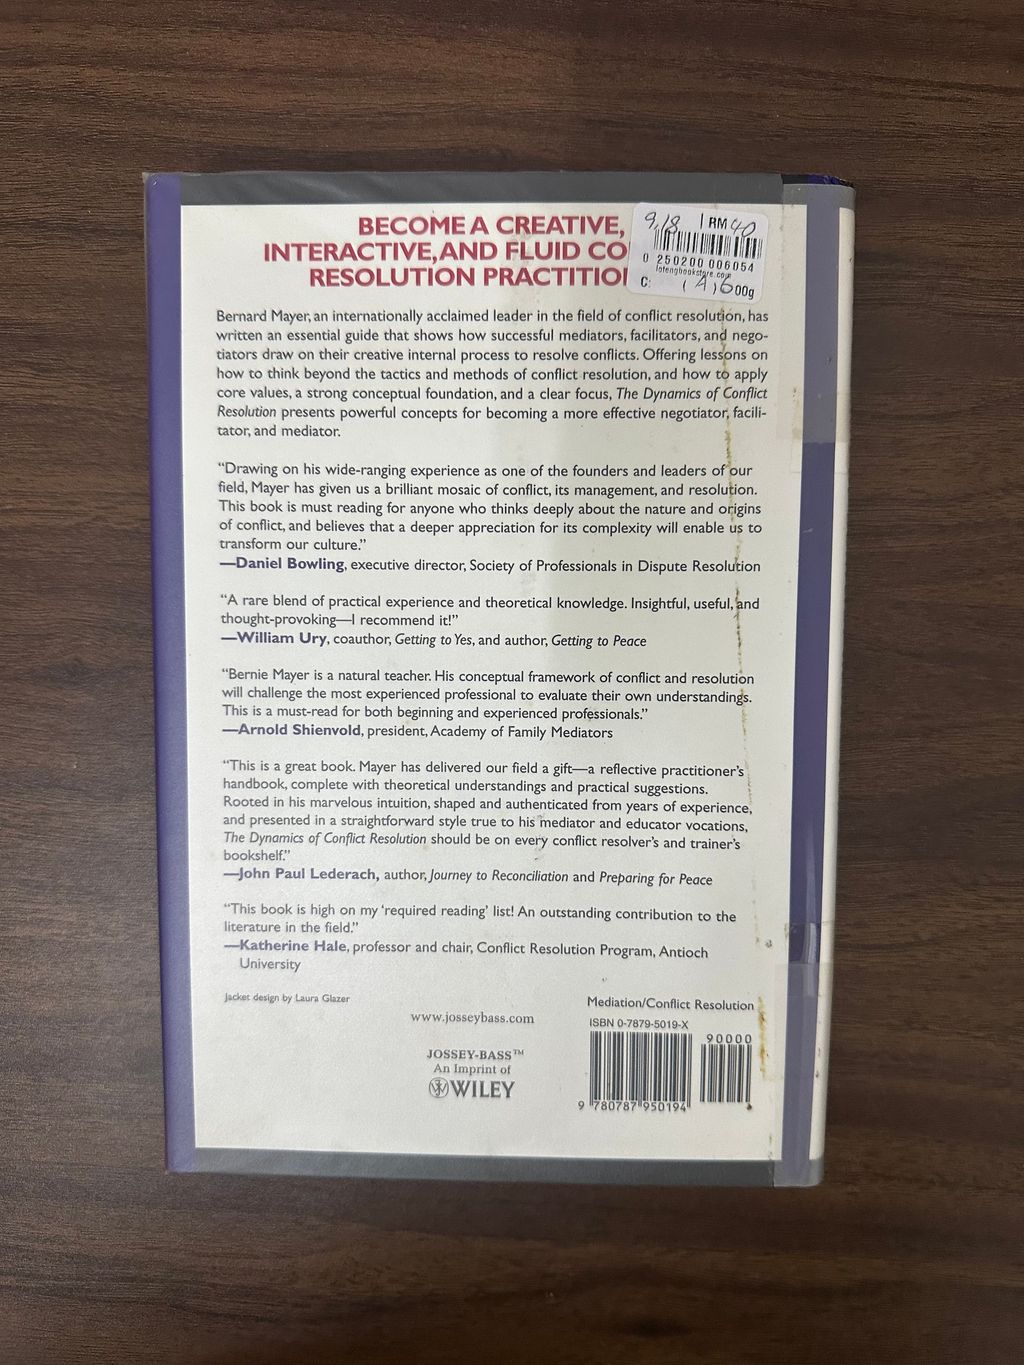 BECOME A CREATIVE,
INTERACTIVE, AND FLUID CO
RESOLUTION PRACTITIO
9.18 RM 40
0 250200 006054
lotengbookstore.com
C: (A) 600g
Bernard Mayer, an internationally acclaimed leader in the field of conflict resolution, has
written an essential guide that shows how successful mediators, facilitators, and nego-
tiators draw on their creative internal process to resolve conflicts. Offering lessons on
how to think beyond the tactics and methods of conflict resolution, and how to apply
core values, a strong conceptual foundation, and a clear focus, The Dynamics of Conflict
Resolution presents powerful concepts for becoming a more effective negotiator, facili-
tator, and mediator.
“Drawing on his wide-ranging experience as one of the founders and leaders of our
field, Mayer has given us a brilliant mosaic of conflict, its management, and resolution.
This book is must reading for anyone who thinks deeply about the nature and origins
of conflict, and believes that a deeper appreciation for its complexity will enable us to
transform our culture.”
—Daniel Bowling, executive director, Society of Professionals in Dispute Resolution
“A rare blend of practical experience and theoretical knowledge. Insightful, useful, and
thought-provoking—I recommend it!”
—William Ury, coauthor, Getting to Yes, and author, Getting to Peace
“Bernie Mayer is a natural teacher. His conceptual framework of conflict and resolution
will challenge the most experienced professional to evaluate their own understandings.
This is a must-read for both beginning and experienced professionals.”
—Arnold Shienvold, president, Academy of Family Mediators
“This is a great book. Mayer has delivered our field a gift—a reflective practitioner’s
handbook, complete with theoretical understandings and practical suggestions.
Rooted in his marvelous intuition, shaped and authenticated from years of experience,
and presented in a straightforward style true to his mediator and educator vocations,
The Dynamics of Conflict Resolution should be on every conflict resolver’s and trainer’s
bookshelf.”
—John Paul Lederach, author, Journey to Reconciliation and Preparing for Peace
“This book is high on my ‘required reading’ list! An outstanding contribution to the
literature in the field.”
—Katherine Hale, professor and chair, Conflict Resolution Program, Antioch
University
Jacket design by Laura Glazer
Mediation/Conflict Resolution
www.josseybass.com
ISBN 0-7879-5019-X
90000
JOSSEY-BASS™
An Imprint of
WILEY
9 780787 950194